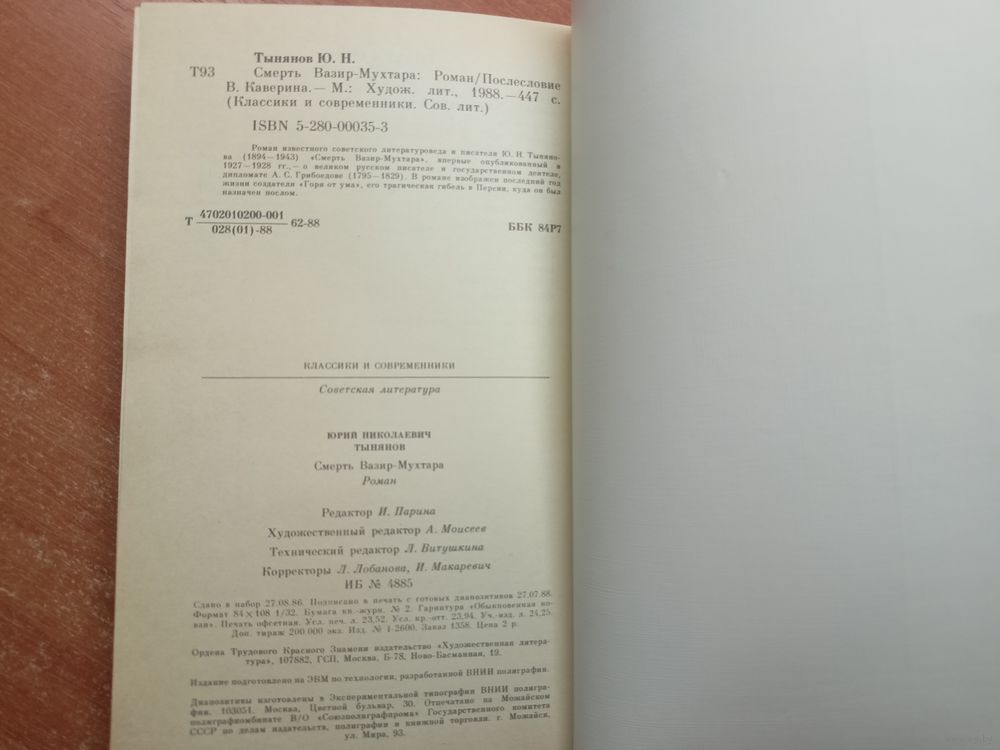 Тынянов Ю. Н.
Т93 Смерть Вазир-Мухтара: Роман/Послесловие
В. Каверина.— М.: Худож. лит., 1988.—447 с.
(Классики и современники. Сов. лит.)
ISBN 5-280-00035-3
Роман известного советского литературоведа и писателя Ю. Н. Тыняно-
ва (1894—1943) «Смерть Вазир-Мухтара», впервые опубликованный в
1927—1928 гг.,— о великом русском писателе и государственном деятеле,
дипломате А. С. Грибоедове (1795—1829). В романе изображен последний год
жизни создателя «Горя от ума», его трагическая гибель в Персии, куда он был
назначен послом.
Т 4702010200-001
028(01)-88 62-88
ББК 84Р7
КЛАССИКИ И СОВРЕМЕННИКИ
Советская литература
ЮРИЙ НИКОЛАЕВИЧ
ТЫНЯНОВ
Смерть Вазир-Мухтара
Роман
Редактор И. Парина
Художественный редактор А. Моисеев
Технический редактор Л. Витушкина
Корректоры Л. Лобанова, И. Макаревич
ИБ № 4885
Сдано в набор 27.08.86. Подписано в печать с готовых диапозитивов 27.07.88.
Формат 84×108 1/32. Бумага кн.-журн. № 2. Гарнитура «Обыкновенная но-
вая». Печать офсетная. Усл. печ. л. 23,52. Усл. кр.-отт. 23,94. Уч.-изд. л. 24,25.
Доп. тираж 200 000 экз. Изд. № 1-2600. Заказ 1358. Цена 2 р.
Ордена Трудового Красного Знамени издательство «Художественная литера-
тура», 107882, ГСП, Москва, Б-78, Ново-Басманная, 19.
Издание подготовлено на ЭВМ по технологии, разработанной ВНИИ полиграфии.
Диапозитивы изготовлены в Экспериментальной типографии ВНИИ полигра-
фии. 103051. Москва, Цветной бульвар, 30. Отпечатано на Можайском
полиграфкомбинате В/О «Союзполиграфпром» Государственного комитета
СССР по делам издательств, полиграфии и книжной торговли. г. Можайск,
ул. Мира, 93.